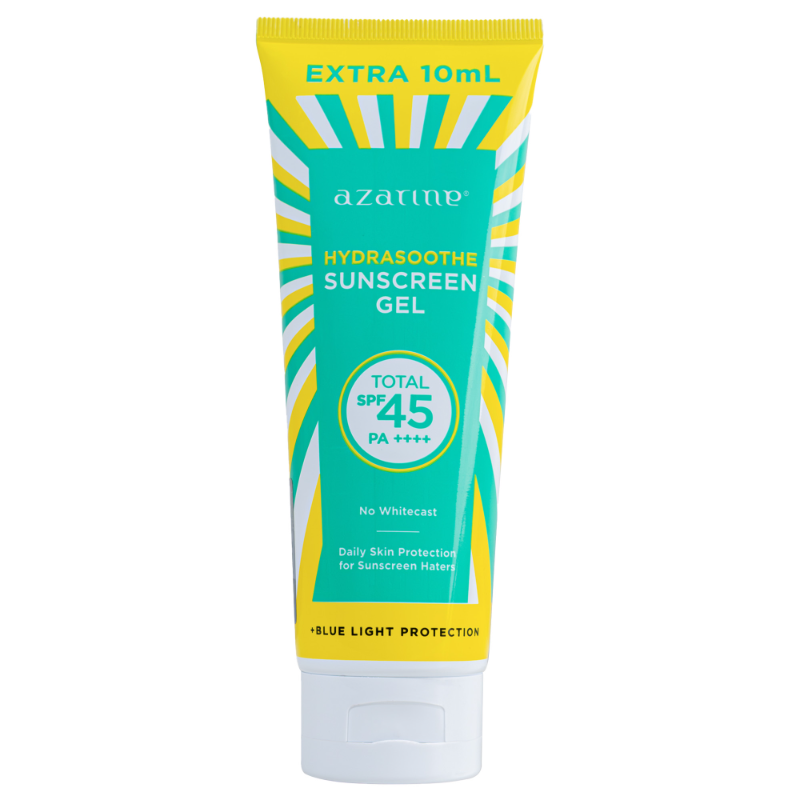 EXTRA 10mL
azarine®
HYDRASOOTHE
SUNSCREEN
GEL
TOTAL
SPF 45
PA ++++
No Whitecast
Daily Skin Protection
for Sunscreen Haters
+BLUE LIGHT PROTECTION